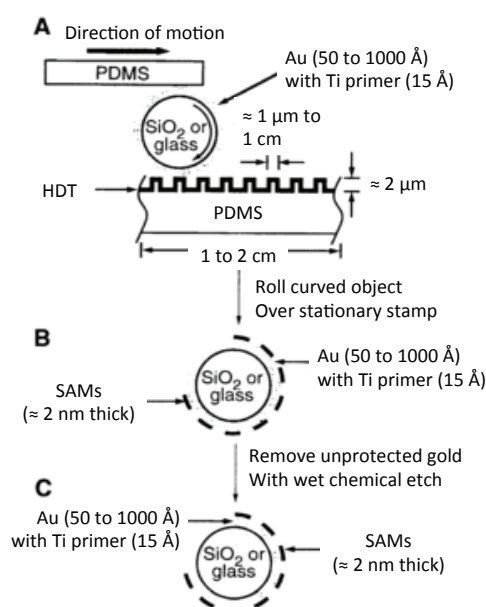 A
Direction of motion
PDMS
Au (50 to 1000 Å)
with Ti primer (15 Å)
SiO2 or
glass
≈ 1 μm to
1 cm
HDT
≈ 2 μm
PDMS
1 to 2 cm
Roll curved object
Over stationary stamp
B
Au (50 to 1000 Å)
with Ti primer (15 Å)
SiO2 or
glass
SAMs
(≈ 2 nm thick)
Remove unprotected gold
With wet chemical etch
C
Au (50 to 1000 Å)
with Ti primer (15 Å)
SiO2 or
glass
SAMs
(≈ 2 nm thick)